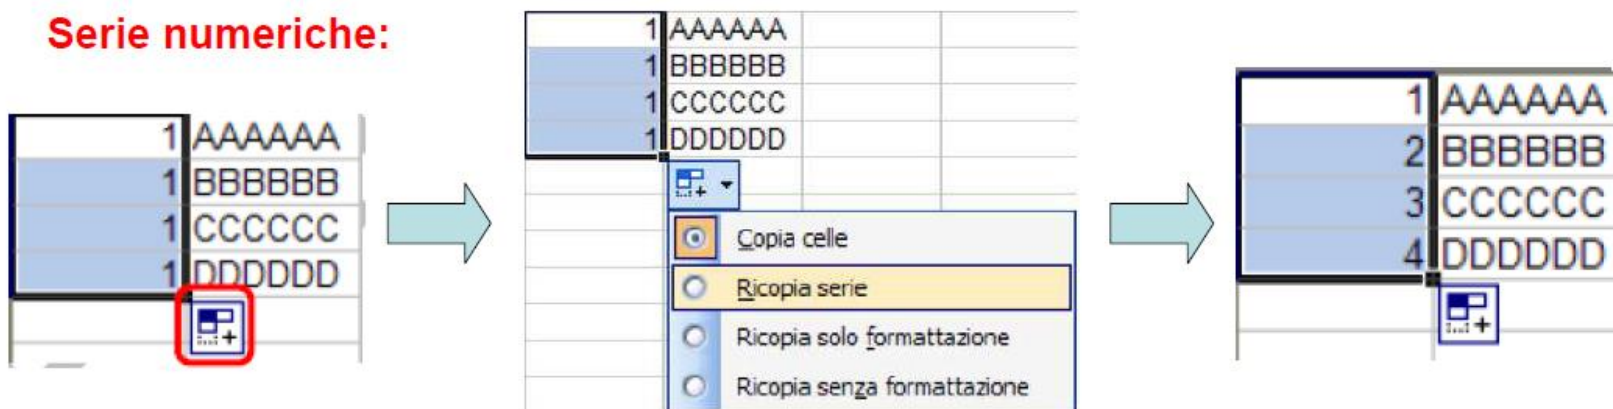 Serie numeriche:
1 AAAAAA
1 BBBBBB
1 CCCCCC
1 DDDDDD
1 AAAAAA
1 BBBBBB
1 CCCCCC
1 DDDDDD
Copia celle
Ricopia serie
Ricopia solo formattazione
Ricopia senza formattazione
1 AAAAAA
2 BBBBBB
3 CCCCCC
4 DDDDDD